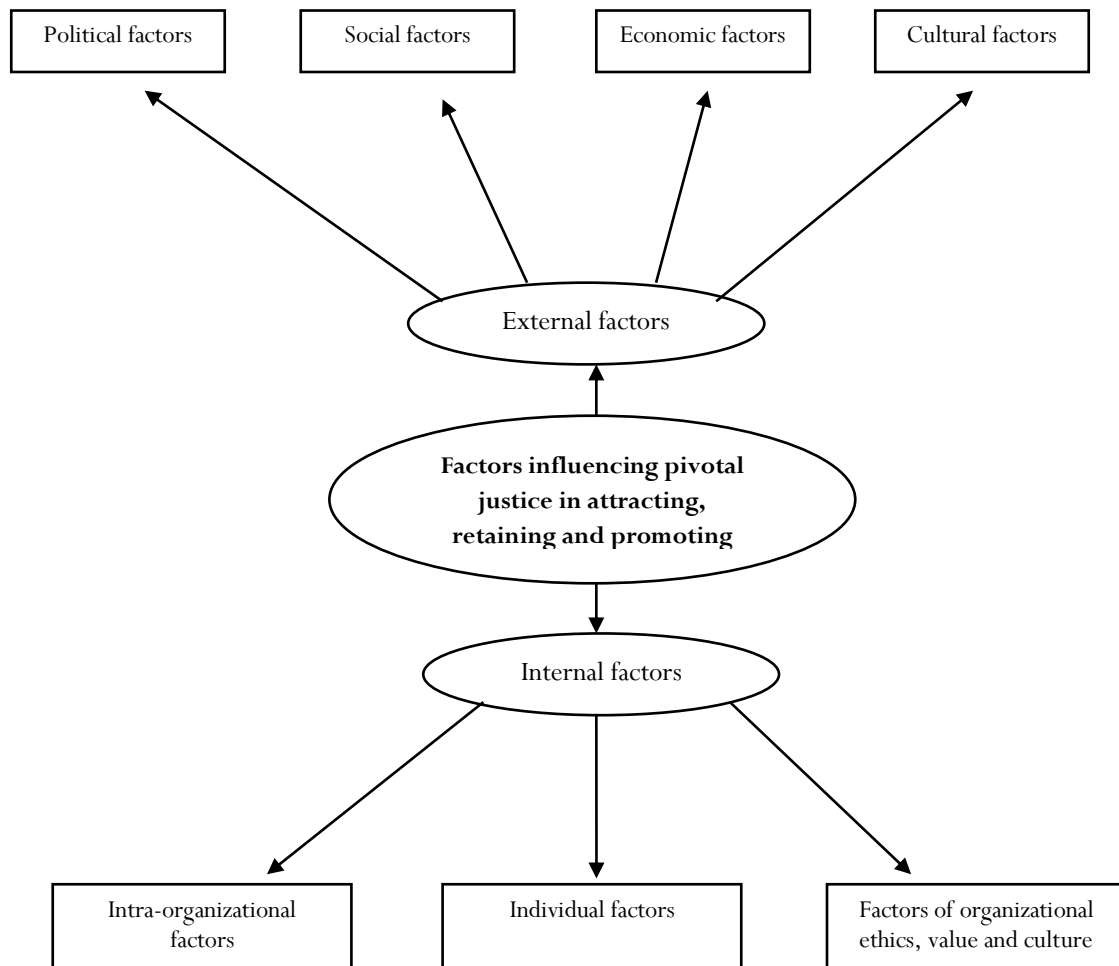 Political factors
Social factors
Economic factors
Cultural factors
External factors
Factors influencing pivotal
justice in attracting,
retaining and promoting
Internal factors
Intra-organizational
factors
Individual factors
Factors of organizational
ethics, value and culture